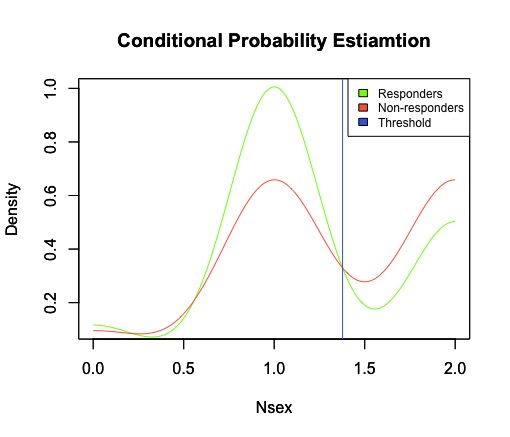 Conditional Probability Estiamtion
Responders
Non-responders
Threshold
Density
1.0
0.8
0.6
0.4
0.2
0.0 0.5 1.0 1.5 2.0
Nsex